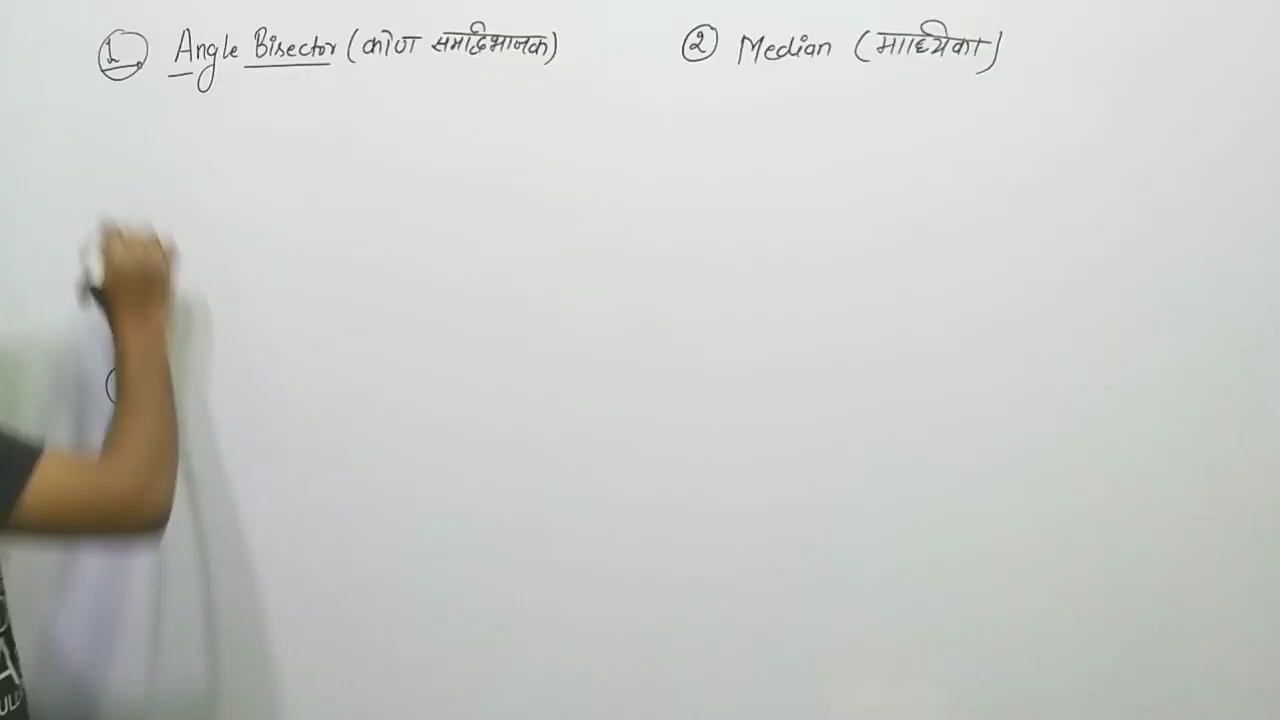 ① Angle Bisector (कोण समद्विभाजक)
② Median (माध्यिका)